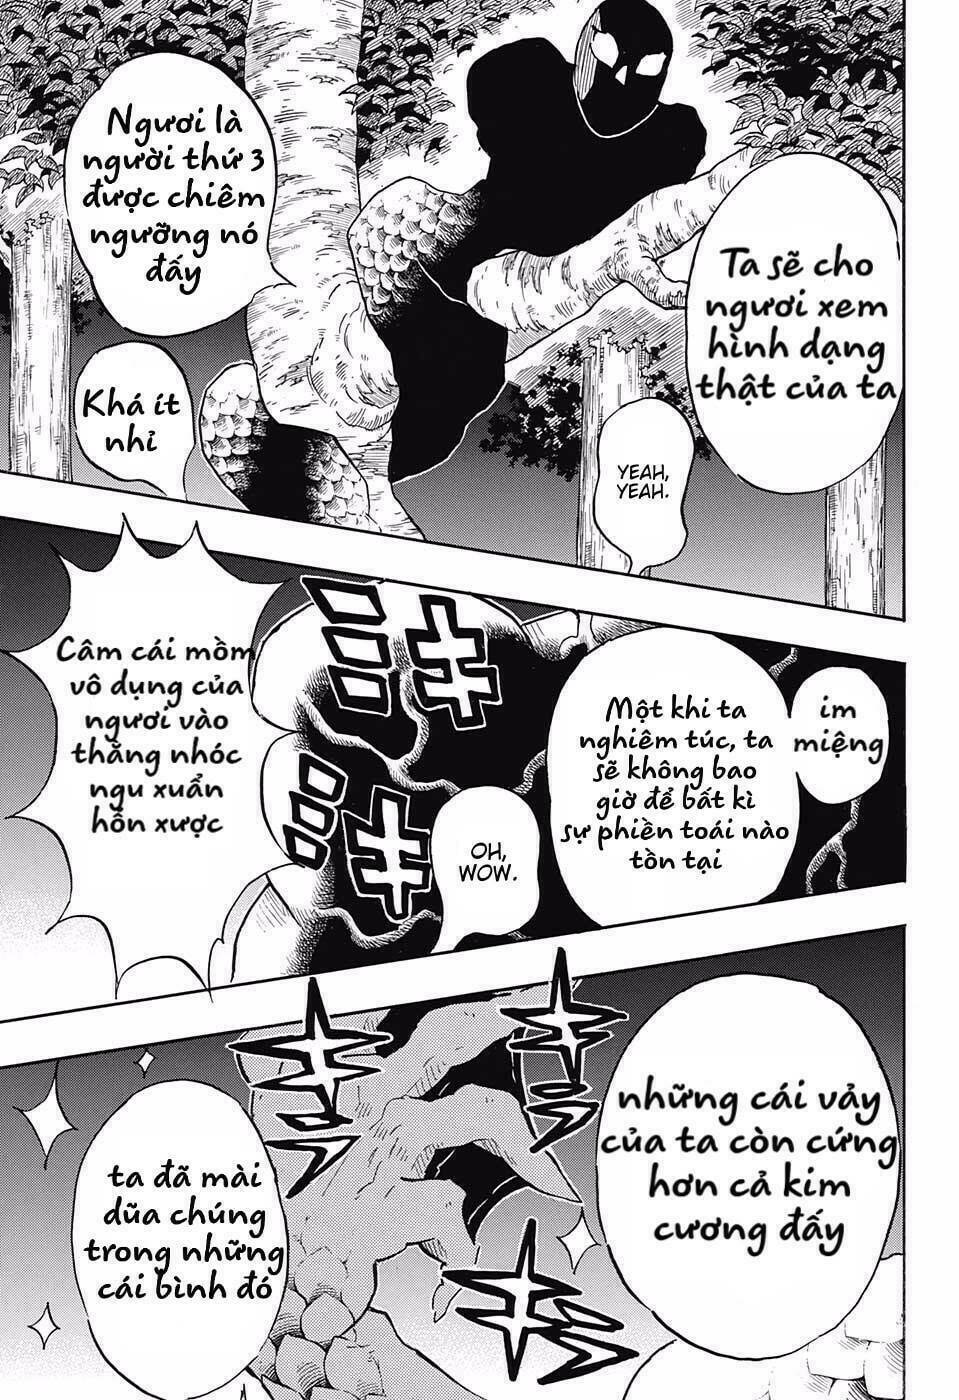 Ta sẽ cho
ngươi xem
hình dạng
thật của ta
Ngươi là
người thứ 3
được chiêm
ngưỡng nó
đấy
YEAH,
YEAH.
Khá ít
nhỉ
im
miệng
Một khi ta
nghiêm túc, ta
sẽ không bao
giờ để bất kì
sự phiền toái nào
tồn tại
キ
キ
OH,
WOW.
Câm cái mồm
vô dụng của
ngươi vào
thằng nhóc
ngu xuẩn
hỗn xược
những cái vảy
của ta còn cứng
hơn cả kim
cương đấy
ta đã mài
dũa chúng
trong những
cái bình đó